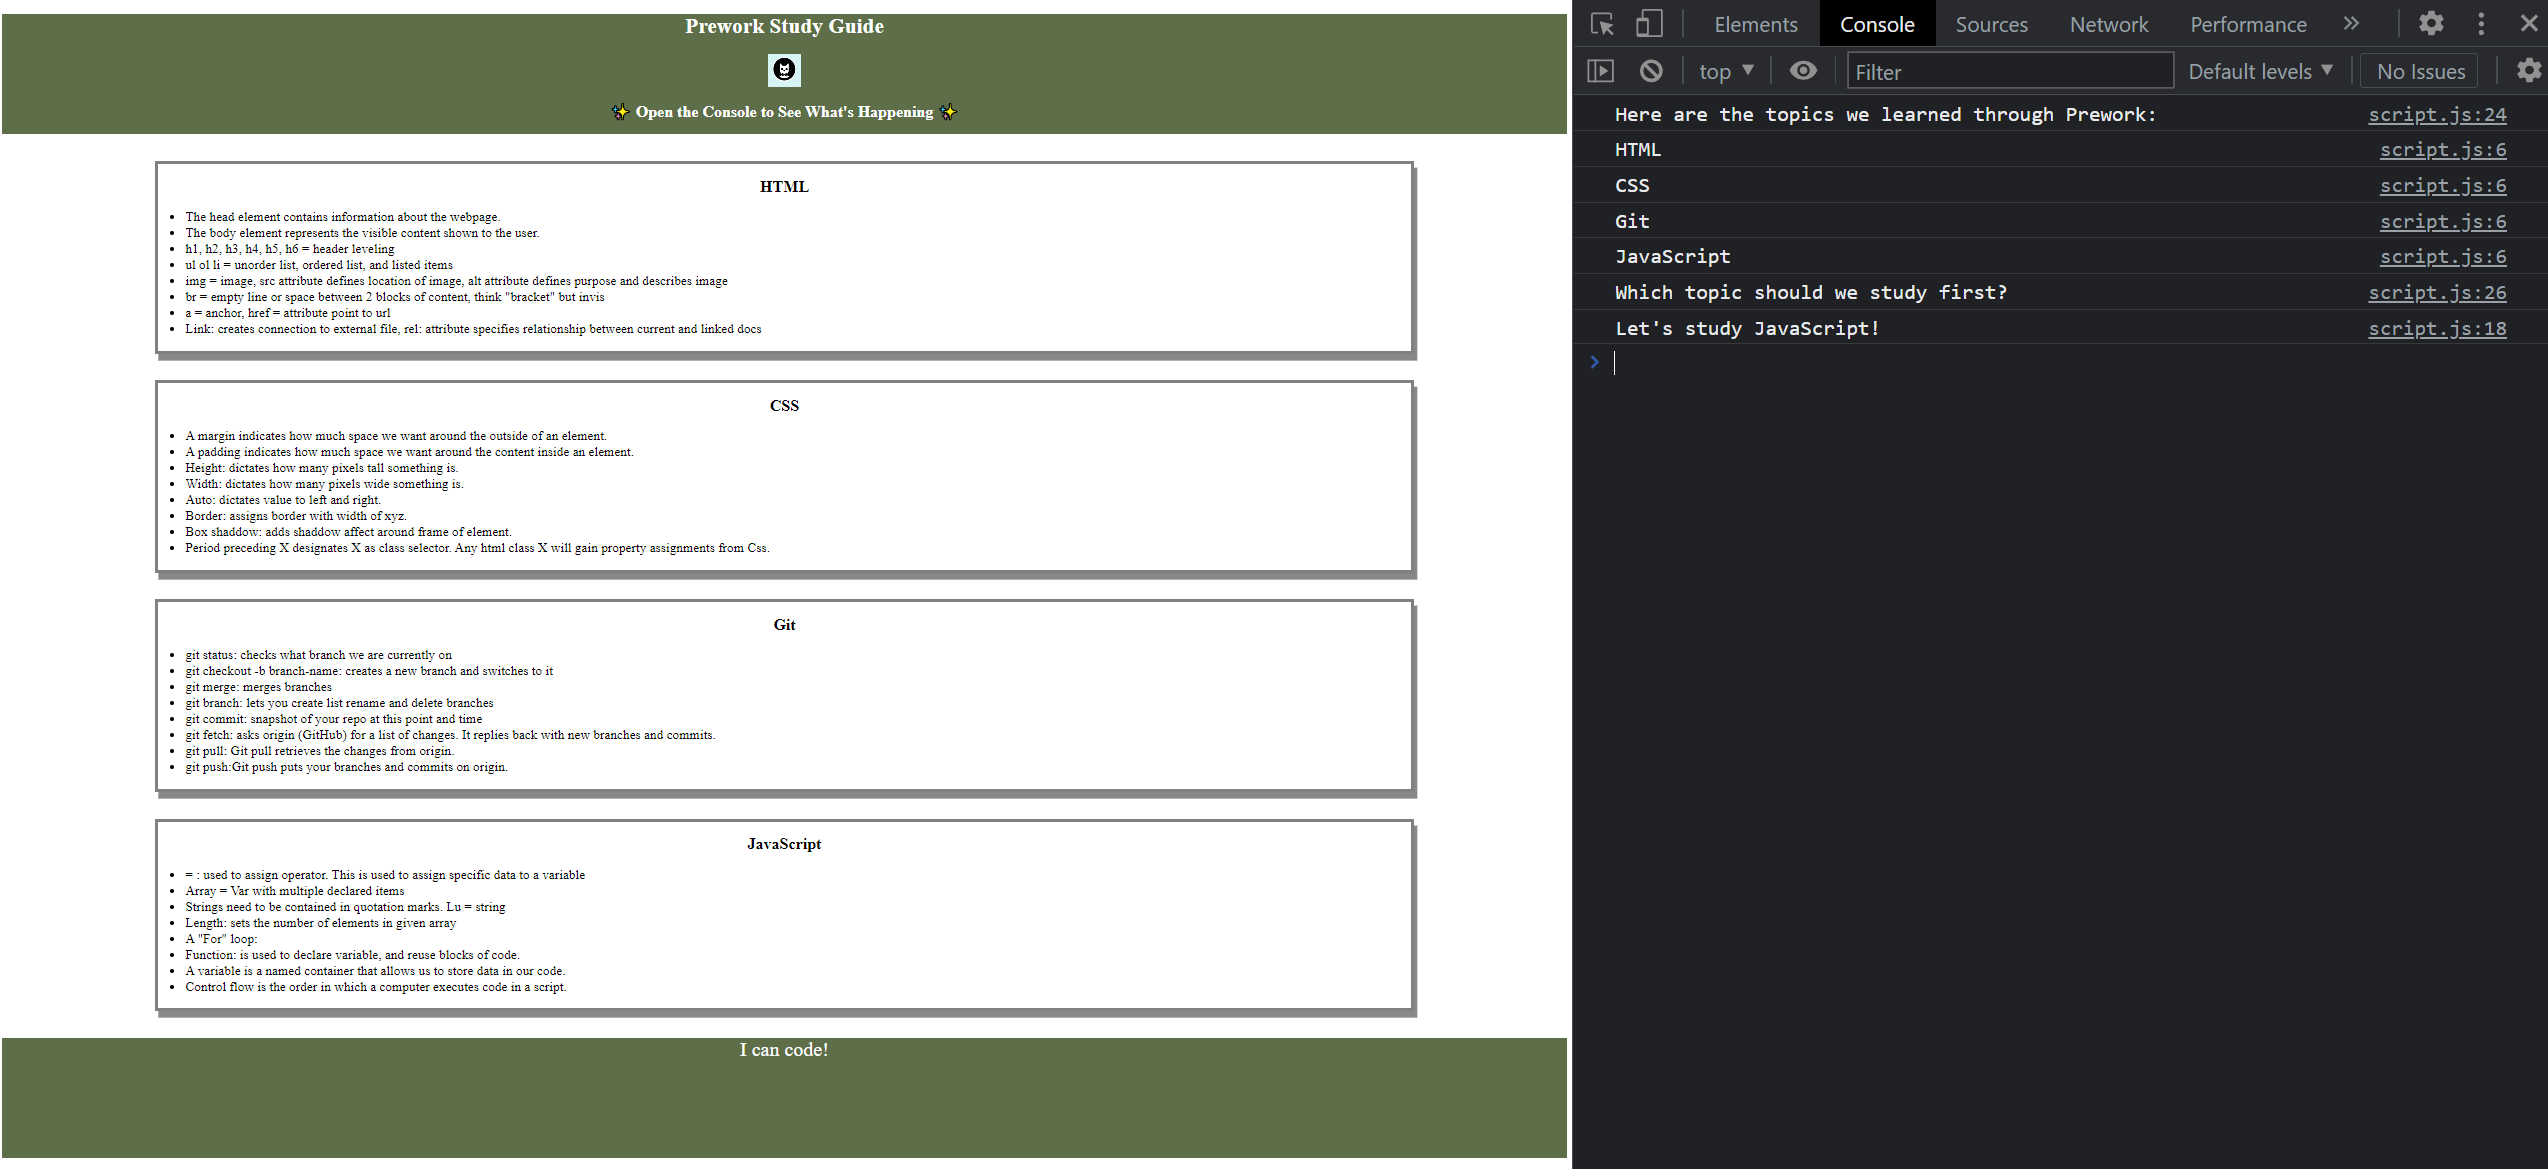 Prework Study Guide
✨ Open the Console to See What's Happening ✨
HTML
• The head element contains information about the webpage.
• The body element represents the visible content shown to the user.
• h1, h2, h3, h4, h5, h6 = header leveling
• ul ol li = unorder list, ordered list, and listed items
• img = image, src attribute defines location of image, alt attribute defines purpose and describes image
• br = empty line or space between 2 blocks of content, think "bracket" but invis
• a = anchor, href = attribute point to url
• Link: creates connection to external file, rel: attribute specifies relationship between current and linked docs
CSS
• A margin indicates how much space we want around the outside of an element.
• A padding indicates how much space we want around the content inside an element.
• Height: dictates how many pixels tall something is.
• Width: dictates how many pixels wide something is.
• Auto: dictates value to left and right.
• Border: assigns border with width of xyz.
• Box shaddow: adds shaddow affect around frame of element.
• Period preceding X designates X as class selector. Any html class X will gain property assignments from Css.
Git
• git status: checks what branch we are currently on
• git checkout -b branch-name: creates a new branch and switches to it
• git merge: merges branches
• git branch: lets you create list rename and delete branches
• git commit: snapshot of your repo at this point and time
• git fetch: asks origin (GitHub) for a list of changes. It replies back with new branches and commits.
• git pull: Git pull retrieves the changes from origin.
• git push:Git push puts your branches and commits on origin.
JavaScript
• = : used to assign operator. This is used to assign specific data to a variable
• Array = Var with multiple declared items
• Strings need to be contained in quotation marks. Lu = string
• Length: sets the number of elements in given array
• A "For" loop:
• Function: is used to declare variable, and reuse blocks of code.
• A variable is a named container that allows us to store data in our code.
• Control flow is the order in which a computer executes code in a script.
I can code!
Elements Console Sources Network Performance »
top ▼ Filter Default levels ▼ No Issues
Here are the topics we learned through Prework: script.js:24
HTML script.js:6
CSS script.js:6
Git script.js:6
JavaScript script.js:6
Which topic should we study first? script.js:26
Let's study JavaScript! script.js:18
>